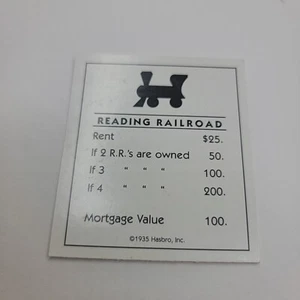 READING RAILROAD
Rent $25.
If 2 R.R.'s are owned 50.
If 3 " " " 100.
If 4 " " " 200.
Mortgage Value 100.
©1935 Hasbro, Inc.